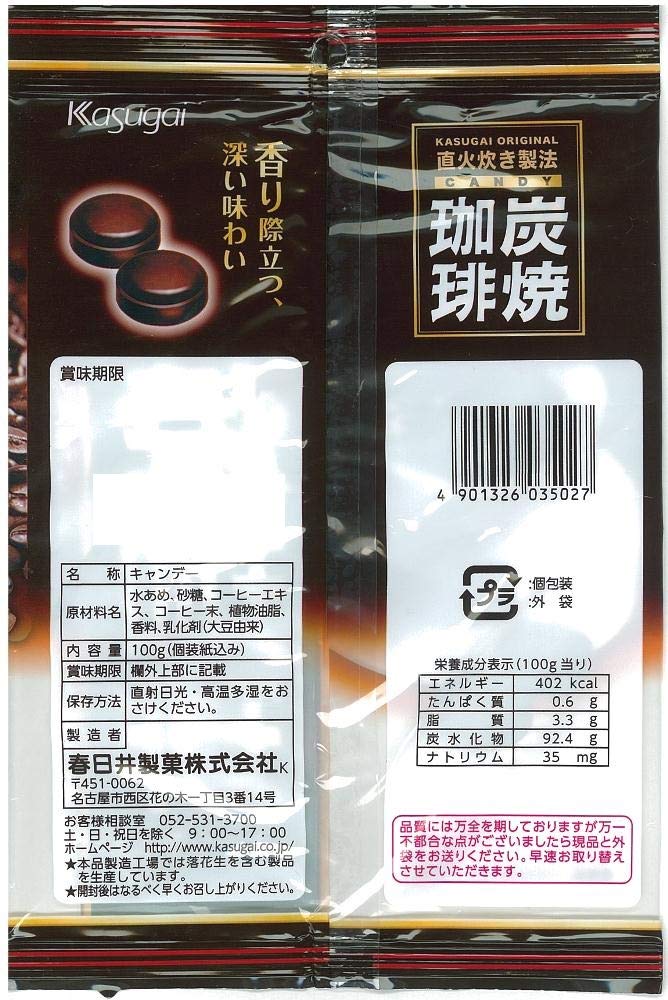 Kasugai
香り際立つ、
深い味わい
KASUGAI ORIGINAL
直火炊き製法
CANDY
炭焼
珈琲
賞味期限
名 称 キャンデー
原材料名 水あめ、砂糖、コーヒーエキ
ス、コーヒー末、植物油脂、
香料、乳化剤(大豆由来)
内 容 量 100g(個装紙込み)
賞味期限 欄外上部に記載
保存方法 直射日光・高温多湿をお
さけください。
製 造 者
春日井製菓株式会社K
〒451-0062
名古屋市西区花の木一丁目3番14号
お客様相談室 052-531-3700
土・日・祝日を除く 9:00~17:00
ホームページ http://www.kasugai.co.jp/
★本品製造工場では落花生を含む製品
を生産しています。
★開封後はなるべく早くお召し上がりください。
4 901326 035027
プラ
:個包装
:外 袋
栄養成分表示(100g当り)
エネルギー 402 kcal
たんぱく質 0.6 g
脂 質 3.3 g
炭水化物 92.4 g
ナトリウム 35 mg
品質には万全を期しておりますが万一
不都合な点がございましたら現品と外
袋をお送りください。早速お取り替え
させていただきます。